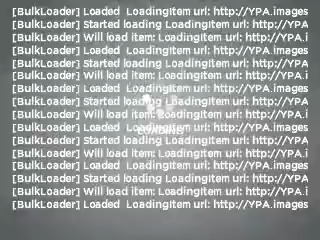 [BulkLoader] Loaded  LoadingItem url: http://YPA.images
[BulkLoader] Started loading LoadingItem url: http://YPA
[BulkLoader] Will load item: LoadingItem url: http://YPA.i
[BulkLoader] Loaded  LoadingItem url: http://YPA.images
[BulkLoader] Started loading LoadingItem url: http://YPA
[BulkLoader] Will load item: LoadingItem url: http://YPA.i
[BulkLoader] Loaded  LoadingItem url: http://YPA.images
[BulkLoader] Started loading LoadingItem url: http://YPA
[BulkLoader] Will load item: LoadingItem url: http://YPA.i
[BulkLoader] Loaded  LoadingItem url: http://YPA.images
LOADING
[BulkLoader] Started loading LoadingItem url: http://YPA
[BulkLoader] Will load item: LoadingItem url: http://YPA.i
[BulkLoader] Loaded  LoadingItem url: http://YPA.images
[BulkLoader] Started loading LoadingItem url: http://YPA
[BulkLoader] Will load item: LoadingItem url: http://YPA.i
[BulkLoader] Loaded  LoadingItem url: http://YPA.images